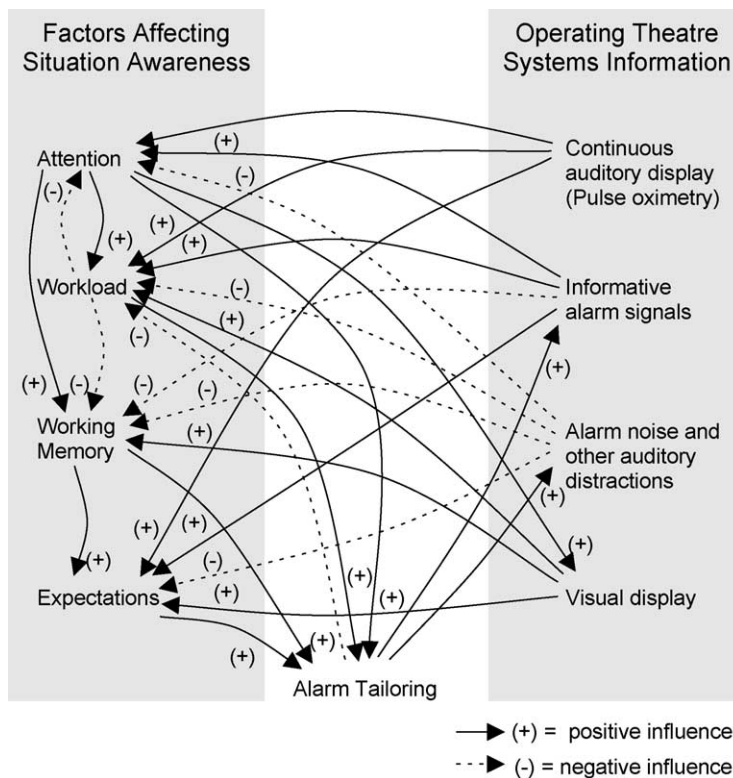 Factors Affecting
Situation Awareness
Operating Theatre
Systems Information
Attention
Continuous
auditory display
(Pulse oximetry)
(+)
(-)
(-)
(+)
(+)
(+)
Workload
Informative
alarm signals
(-)
(+)
(-)
(+)
(+)
(-)
(-)
(-)
Working
Memory
(+)
Alarm noise and
other auditory
distractions
(+)
(+)
(+)
(+)
(+)
(-)
(+)
(+)
(+)
Expectations
Visual display
(+)
(+)
(+)
Alarm Tailoring
(+) = positive influence
(-) = negative influence